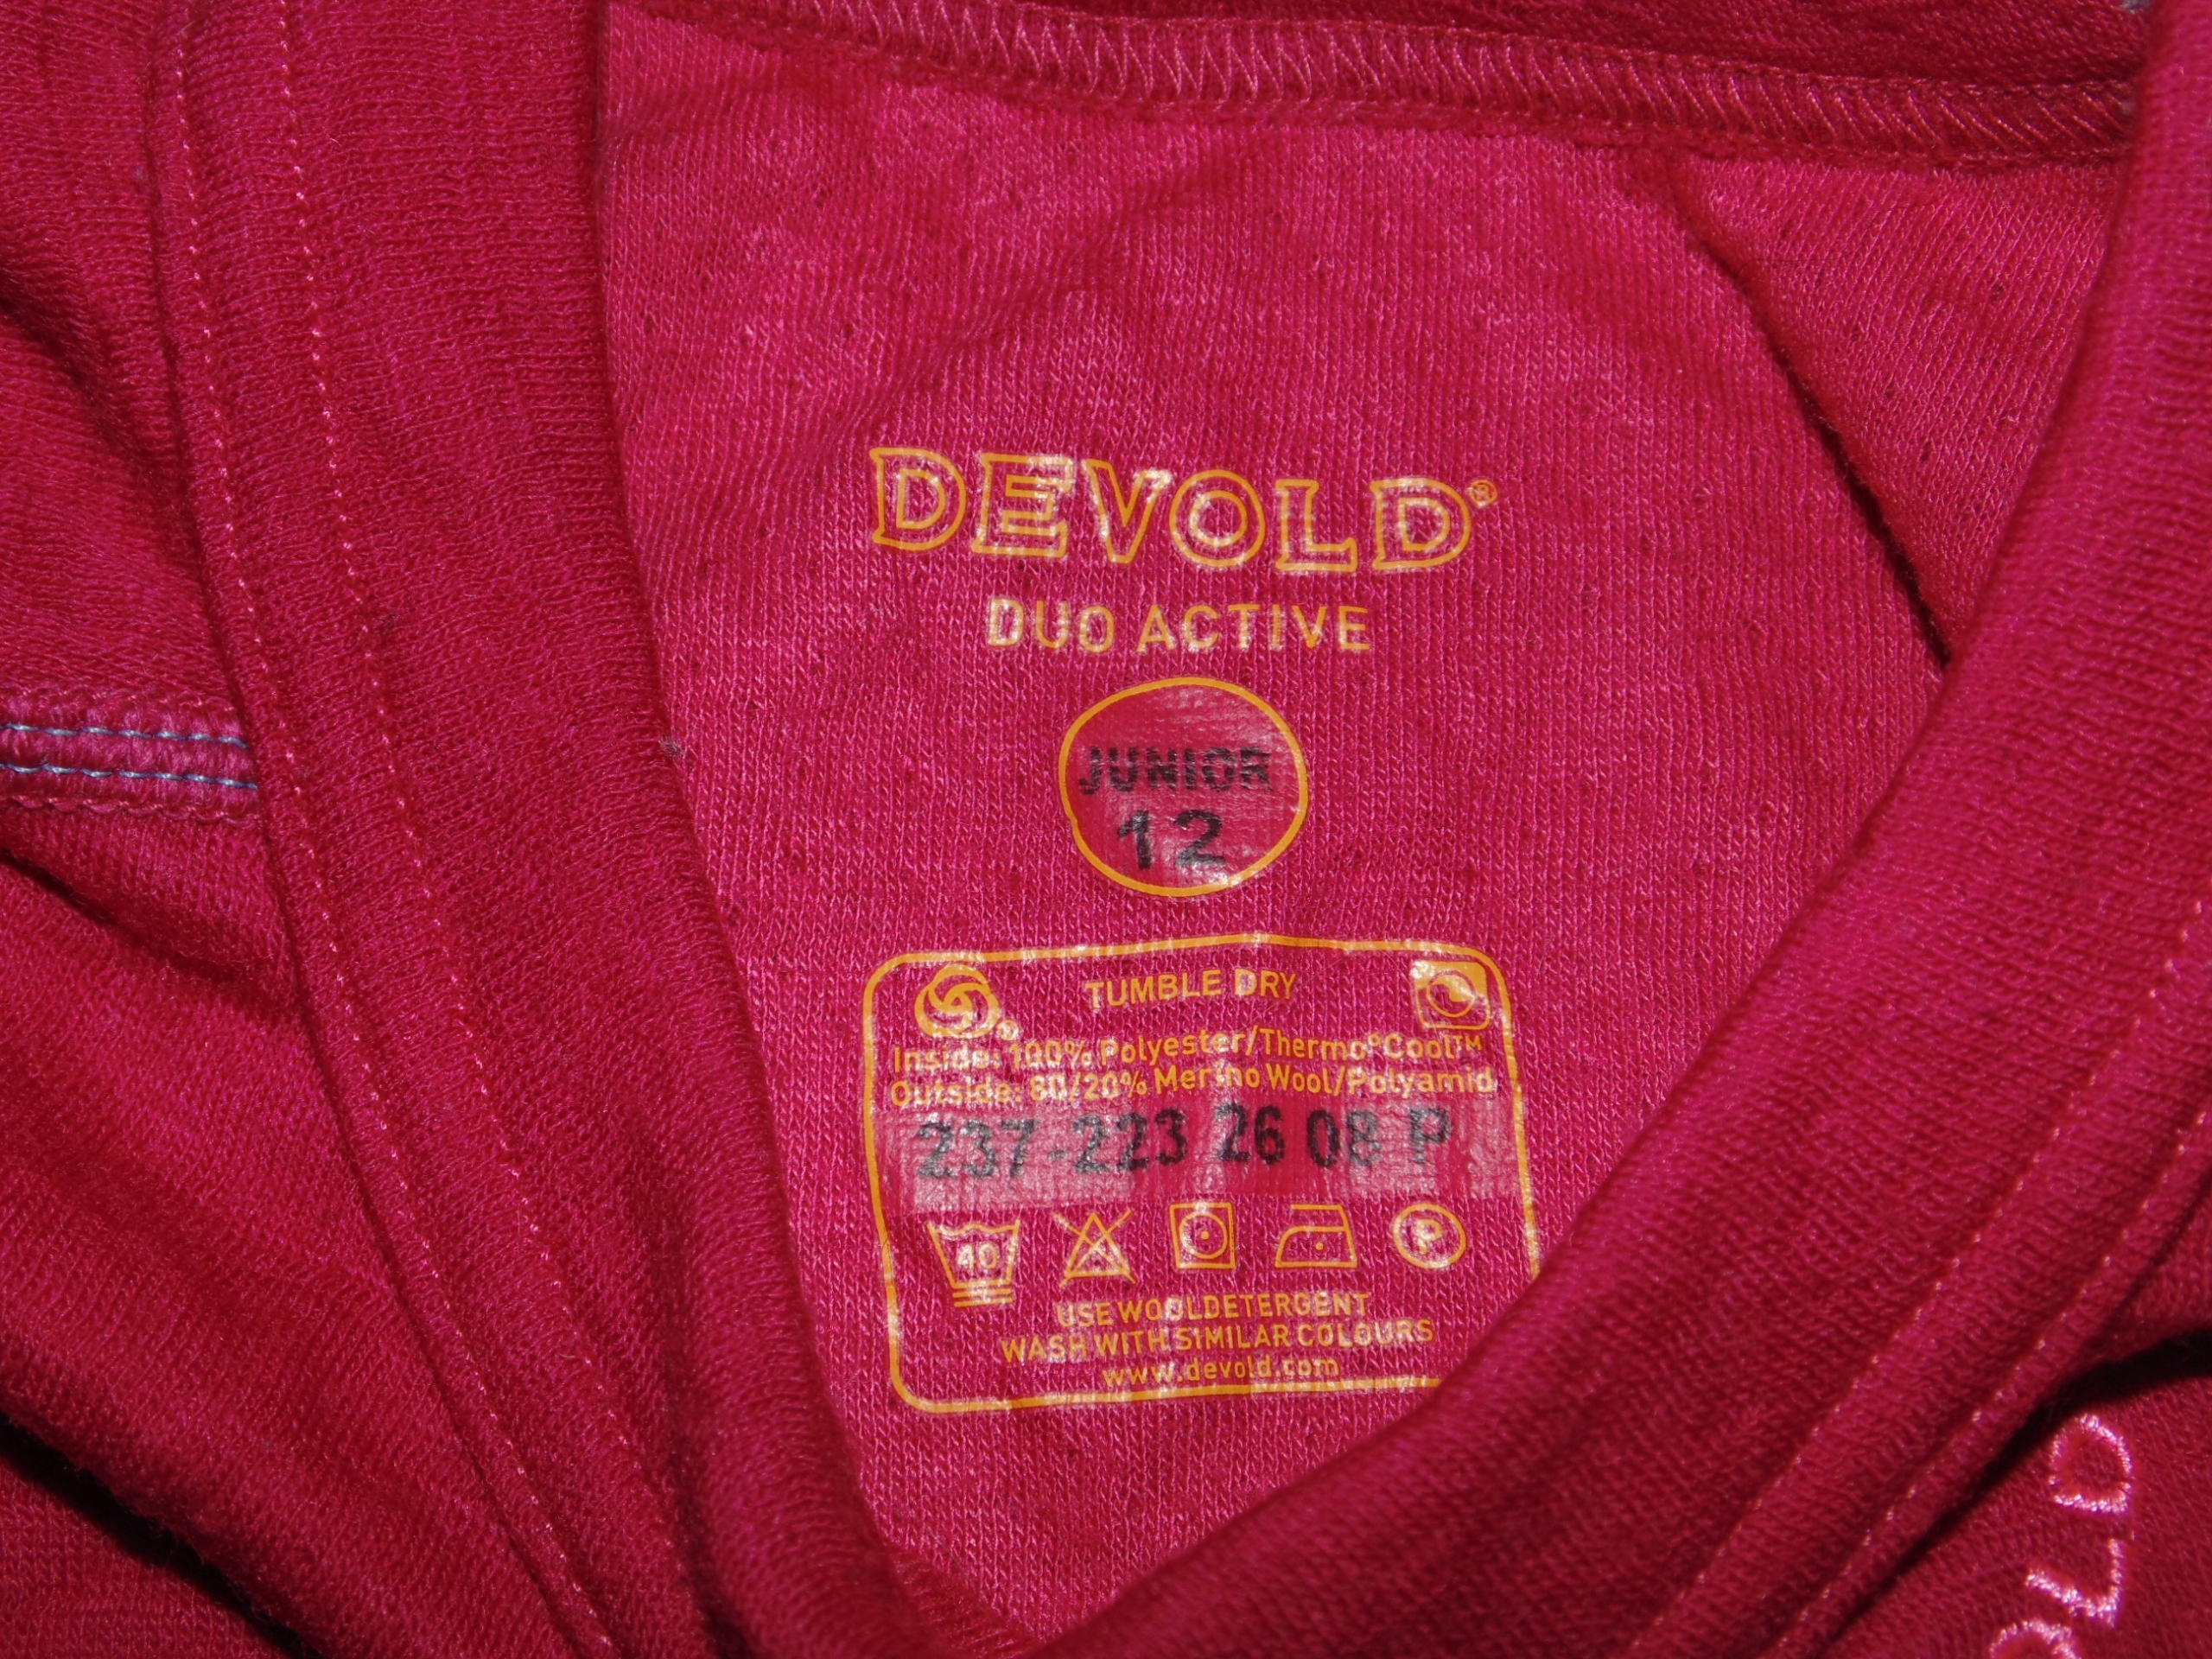 DEVOLD®
DUO ACTIVE
JUNIOR
12
TUMBLE DRY
Inside: 100% Polyester/Thermo°Cool™
Outside: 80/20% Merino Wool/Polyamid
237-223 26 08 P
40
P
USE WOOLDETERGENT
WASH WITH SIMILAR COLOURS
www.devold.com
OLD